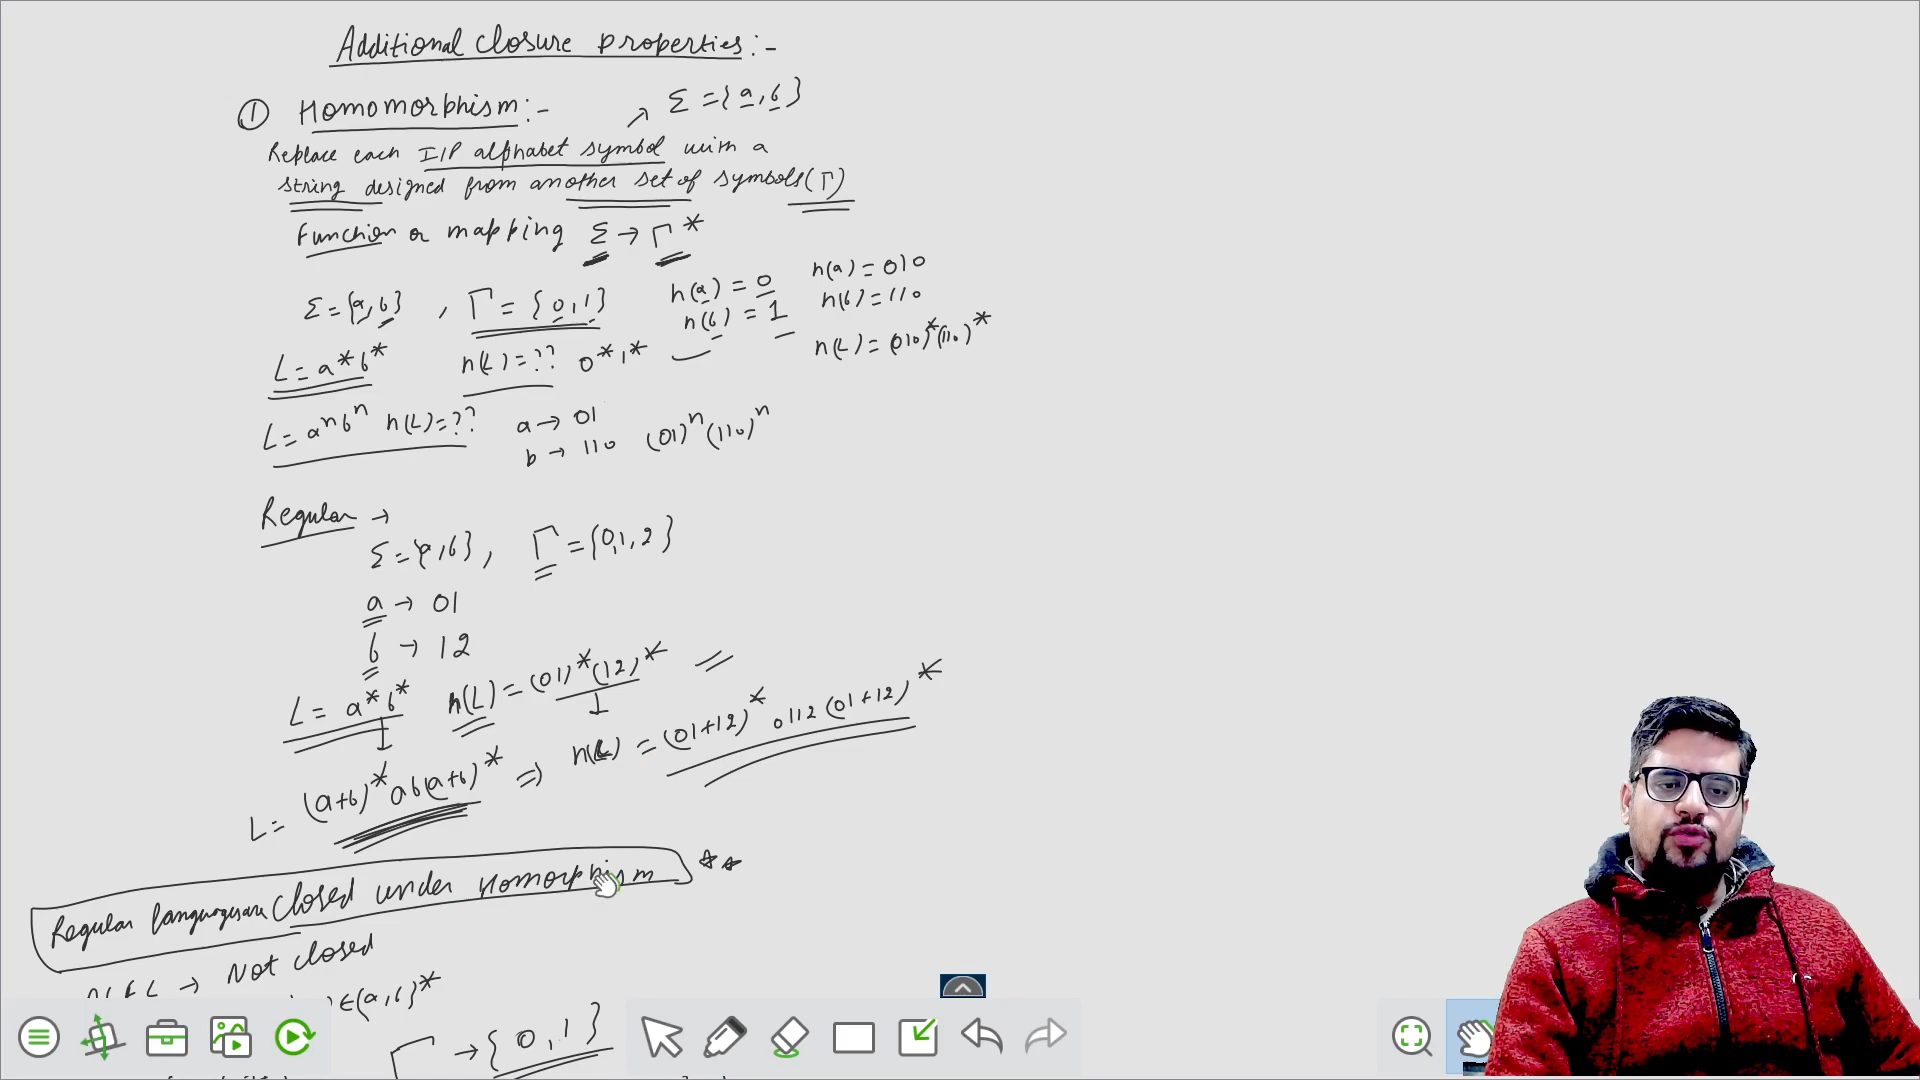 Additional closure properties:-
① Homomorphism:- Σ = {a,b}
Replace each I/P alphabet symbol with a
string designed from another set of symbols(Γ)
Function or mapping Σ → Γ*
Σ = {a,b} , Γ = {0,1} h(a) = 0 h(a) = 010
h(b) = 1 h(b) = 110
L = a*b* h(L) = ?? 0*1* h(L) = (010)*(110)*
L = aⁿbⁿ h(L) = ?? a → 01
b → 110 (01)ⁿ(110)ⁿ
Regular →
Σ = {a,b}, Γ = {0,1,2}
a → 01
b → 12
L = a*b* h(L) = (01)*(12)*
L = (a+b)*ab(a+b)* ⇒ h(L) = (01+12)* 0112 (01+12)*
Regular languages are closed under Homomorphism **
→ Not closed
∈(a,b)*
Γ → {0,1}